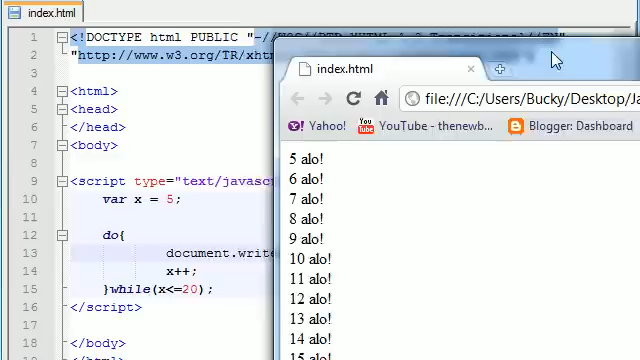 index.html
1 <!DOCTYPE html PUBLIC "-//W3C//DTD XHTML 1.0 Transitional//EN"
2 "http://www.w3.org/TR/xhtm
3
4 <html>
5 <head>
6 </head>
7 <body>
8
9 <script type="text/javasc
10 var x = 5;
11
12 do{
13 document.write
14 x++;
15 }while(x<=20);
16 </script>
17
18 </body>
index.html
file:///C:/Users/Bucky/Desktop/Ja
Yahoo! YouTube - thenewb... Blogger: Dashboard
5 alo!
6 alo!
7 alo!
8 alo!
9 alo!
10 alo!
11 alo!
12 alo!
13 alo!
14 alo!
15 alo!